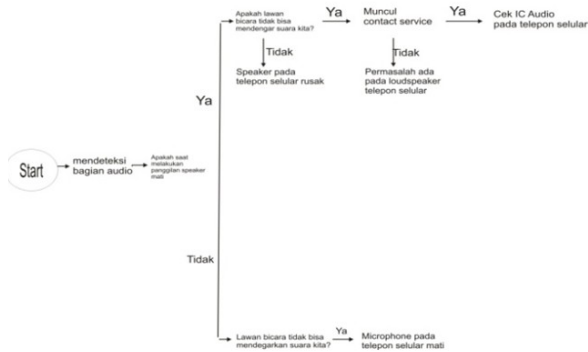 Apakah lawan
bicara tidak bisa
mendengar suara kita?
Ya
Muncul
contact service
Ya
Cek IC Audio
pada telepon selular
Tidak
Speaker pada
telepon selular rusak
Tidak
Permasalah ada
pada loudspeaker
telepon selular
Ya
Start
mendeteksi
bagian audio
Apakah saat
melakukan
panggilan speaker
mati
Tidak
Lawan bicara tidak bisa
mendegarkan suara kita?
Ya
Microphone pada
telepon selular mati